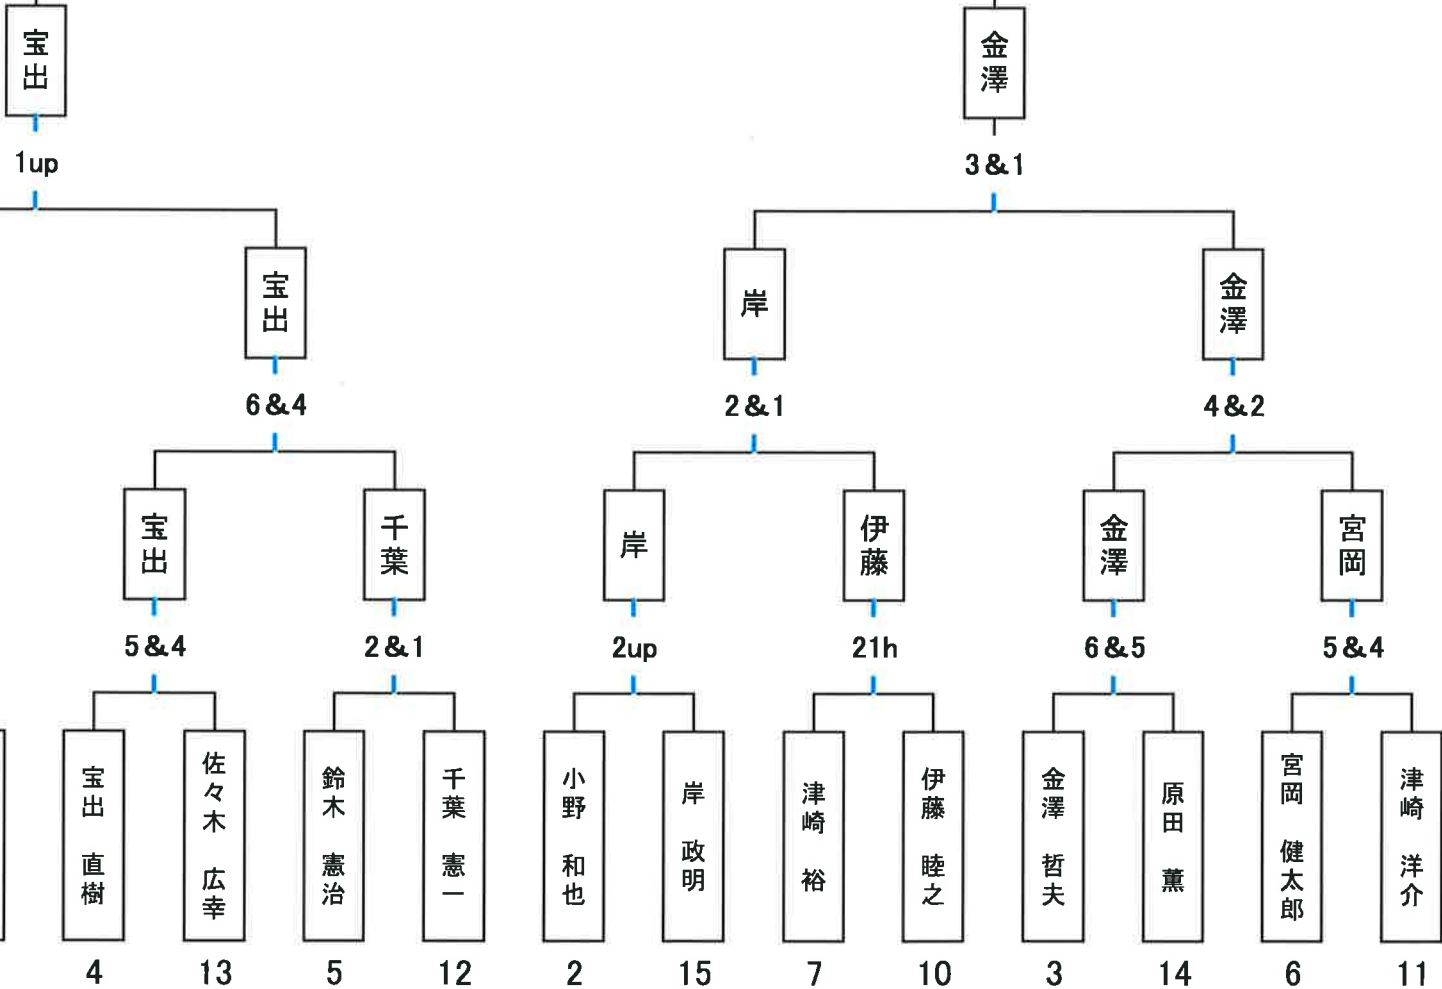 宝出
金澤
1up
3&1
宝出
岸
金澤
6&4
2&1
4&2
宝出
千葉
岸
伊藤
金澤
宮岡
5&4
2&1
2up
21h
6&5
5&4
宝出 直樹
佐々木 広幸
鈴木 憲治
千葉 憲一
小野 和也
岸 政明
津崎 裕
伊藤 睦之
金澤 哲夫
原田 薫
宮岡 健太郎
津崎 洋介
4
13
5
12
2
15
7
10
3
14
6
11